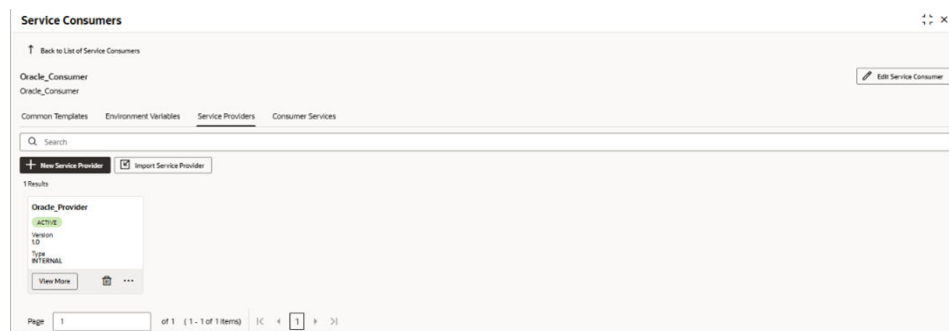 Service Consumers
Back to List of Service Consumers
Oracle_Consumer
Edit Service Consumer
Oracle_Consumer
Common Templates Environment Variables Service Providers Consumer Services
Search
New Service Provider Import Service Provider
1 Results
Oracle_Provider
ACTIVE
Version
1.0
Type
INTERNAL
View More
Page 1 of 1 (1 - 1 of 1 items) 1